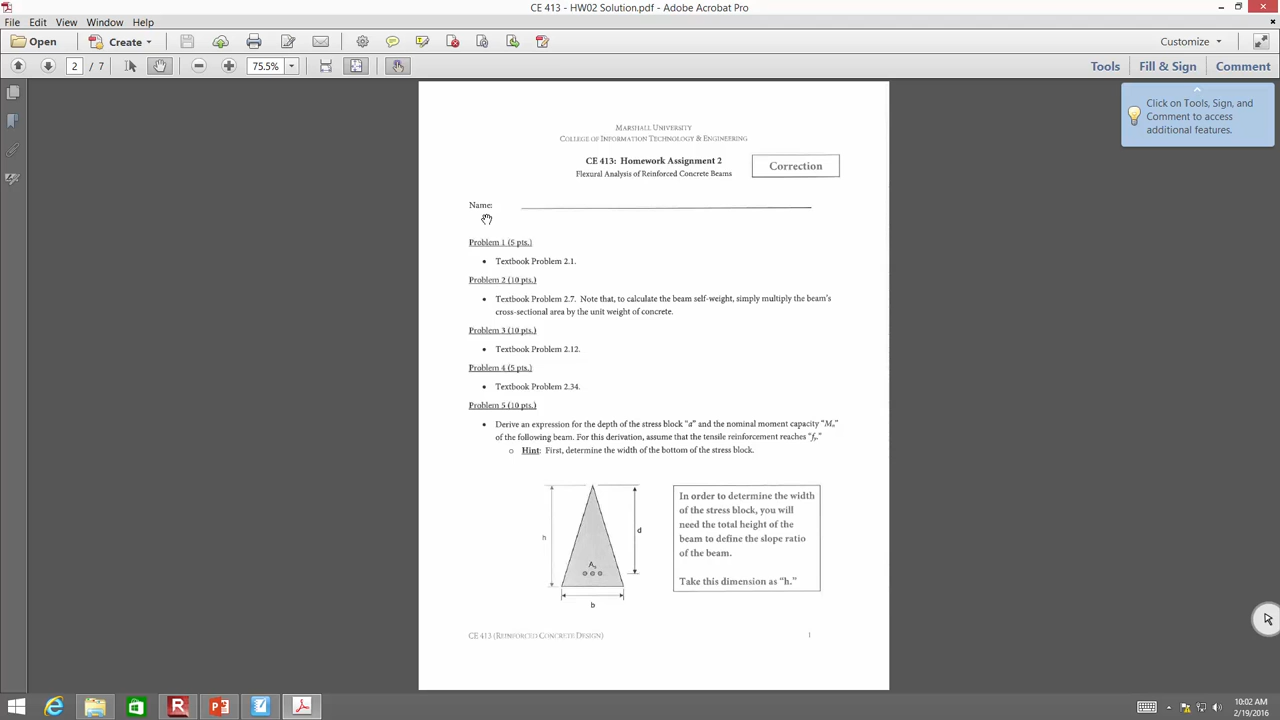 CE 413 - HW02 Solution.pdf - Adobe Acrobat Pro
File Edit View Window Help
Open Create Customize
2 / 7 75.5% Tools Fill & Sign Comment
Click on Tools, Sign, and
Comment to access
additional features.
MARSHALL UNIVERSITY
COLLEGE OF INFORMATION TECHNOLOGY & ENGINEERING
CE 413: Homework Assignment 2
Flexural Analysis of Reinforced Concrete Beams
Correction
Name:
Problem 1 (5 pts.)
• Textbook Problem 2.1.
Problem 2 (10 pts.)
• Textbook Problem 2.7. Note that, to calculate the beam self-weight, simply multiply the beam's
cross-sectional area by the unit weight of concrete.
Problem 3 (10 pts.)
• Textbook Problem 2.12.
Problem 4 (5 pts.)
• Textbook Problem 2.34.
Problem 5 (10 pts.)
• Derive an expression for the depth of the stress block "a" and the nominal moment capacity "Mₙ"
of the following beam. For this derivation, assume that the tensile reinforcement reaches "fᵧ."
o Hint: First, determine the width of the bottom of the stress block.
h
d
Aₛ
b
In order to determine the width
of the stress block, you will
need the total height of the
beam to define the slope ratio
of the beam.
Take this dimension as "h."
CE 413 (REINFORCED CONCRETE DESIGN) 1
10:02 AM
2/19/2016